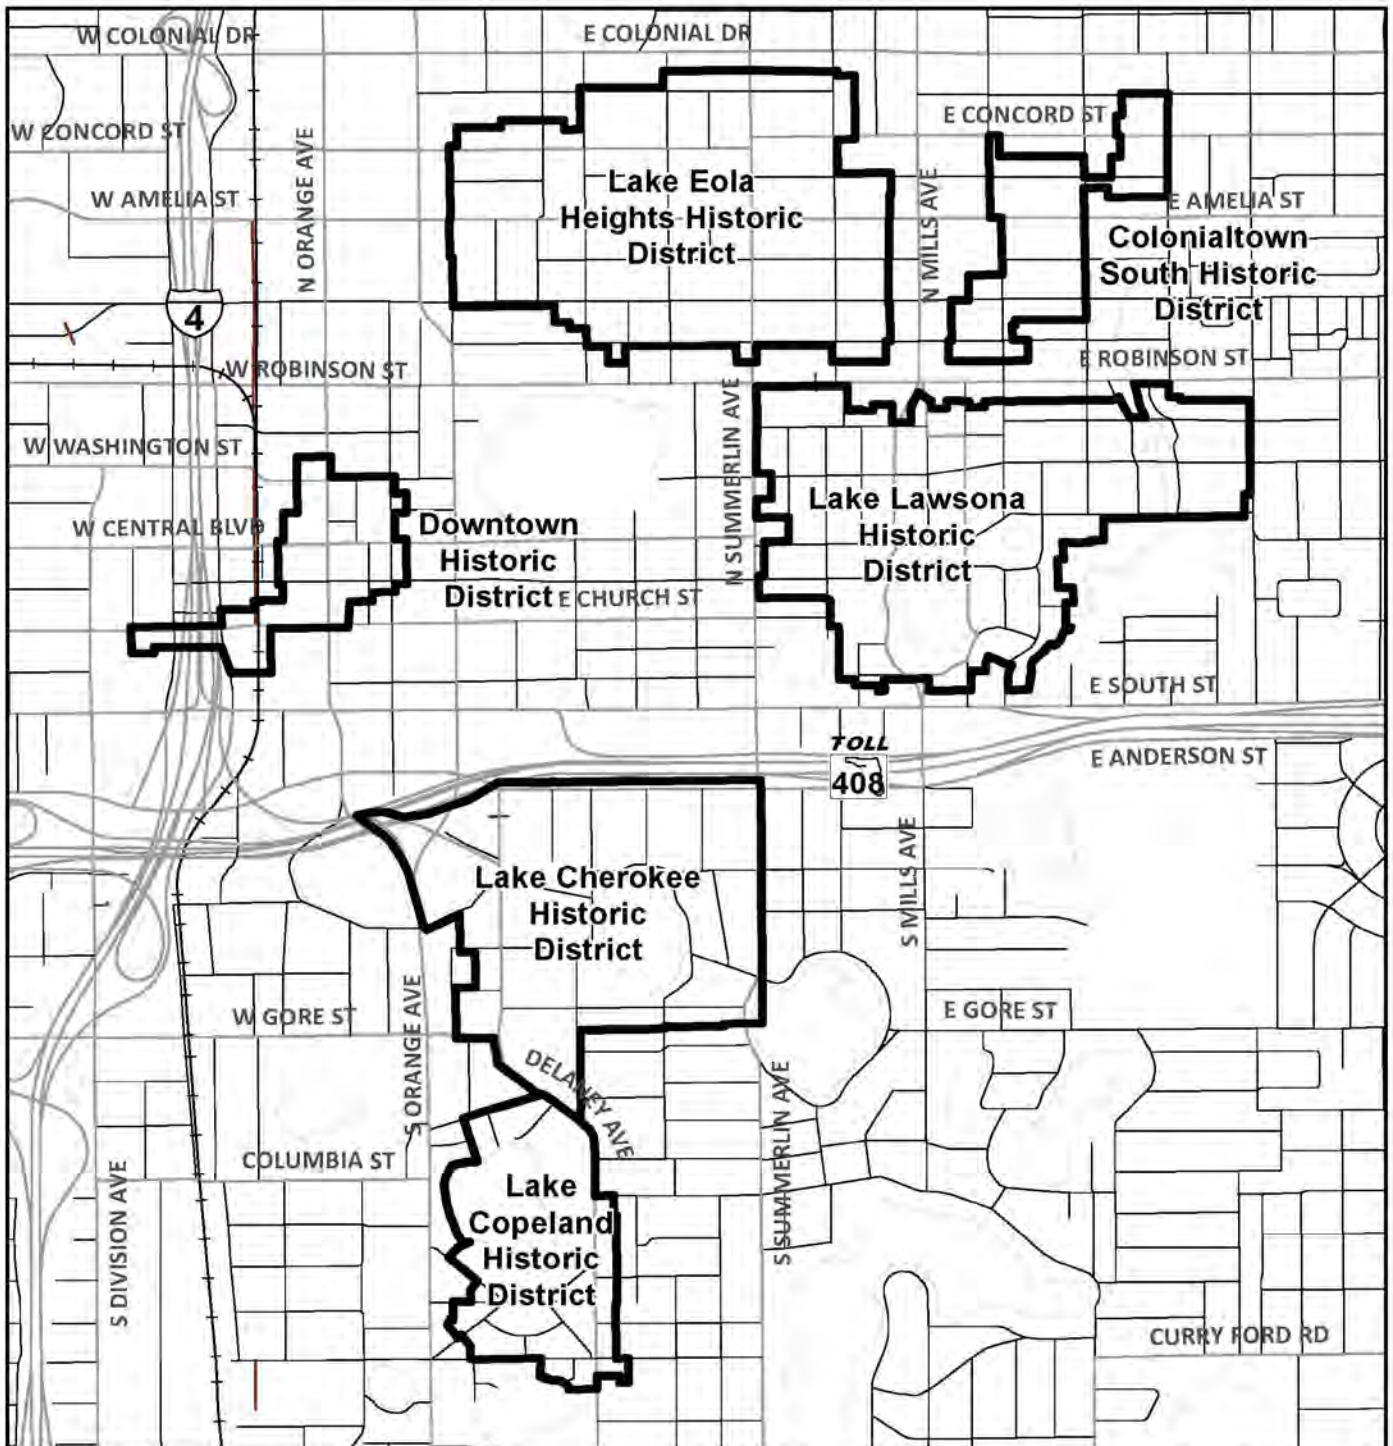 W COLONIAL DR
E COLONIAL DR
W CONCORD ST
E CONCORD ST
W AMELIA ST
N ORANGE AVE
Lake Eola
Heights Historic
District
N MILLS AVE
E AMELIA ST
Colonialtown
South Historic
District
4
W ROBINSON ST
E ROBINSON ST
W WASHINGTON ST
N SUMMERLIN AVE
Lake Lawsona
Historic
District
W CENTRAL BLVD
Downtown
Historic
District
E CHURCH ST
E SOUTH ST
TOLL
408
E ANDERSON ST
S MILLS AVE
Lake Cherokee
Historic
District
W GORE ST
S ORANGE AVE
E GORE ST
DELANEY AVE
S SUMMERLIN AVE
COLUMBIA ST
S DIVISION AVE
Lake
Copeland
Historic
District
CURRY FORD RD